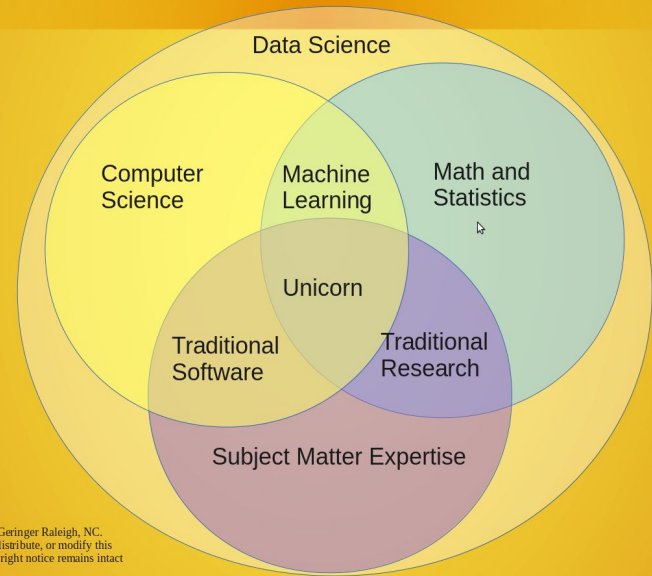 Data Science
Computer
Science
Machine
Learning
Math and
Statistics
Unicorn
Traditional
Software
Traditional
Research
Subject Matter Expertise
Geringer Raleigh, NC.
distribute, or modify this
right notice remains intact